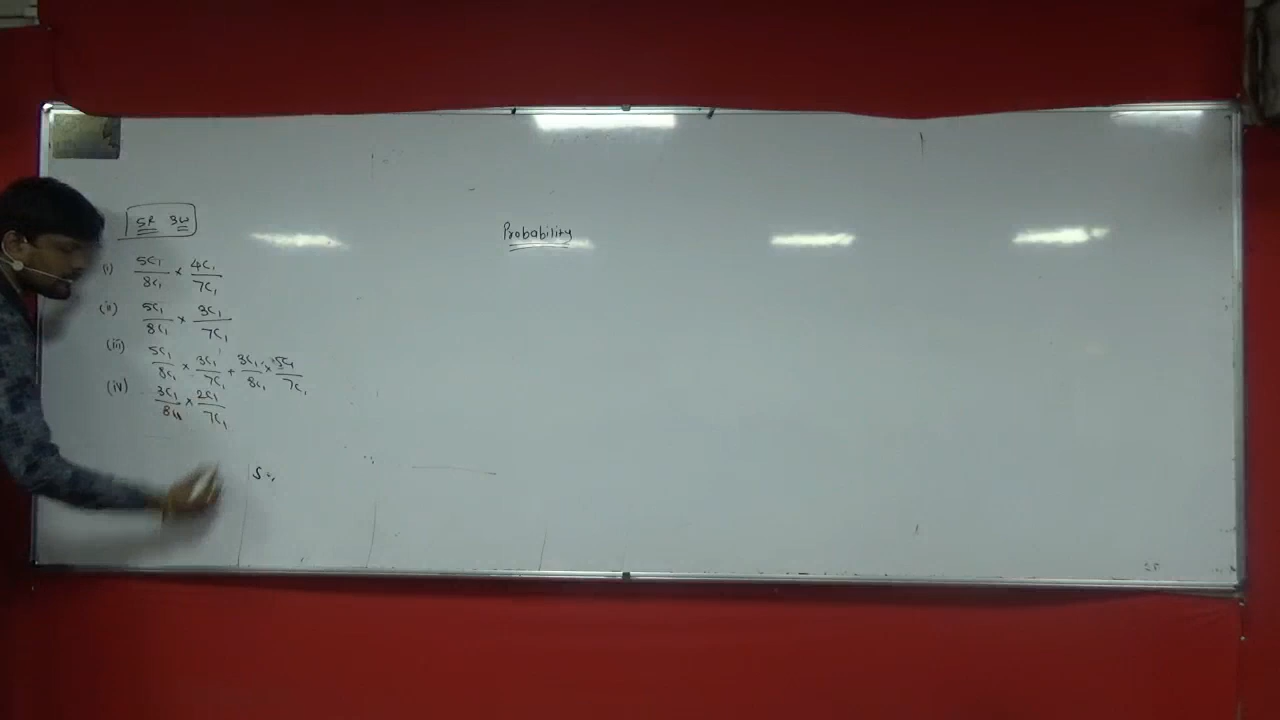 5R 3W
Probability
(i) 5C1/8C1 × 4C1/7C1
(ii) 5C1/8C1 × 3C1/7C1
(iii) 5C1/8C1 × 3C1/7C1 + 3C1/8C1 × 5C1/7C1
(iv) 3C1/8C1 × 2C1/7C1